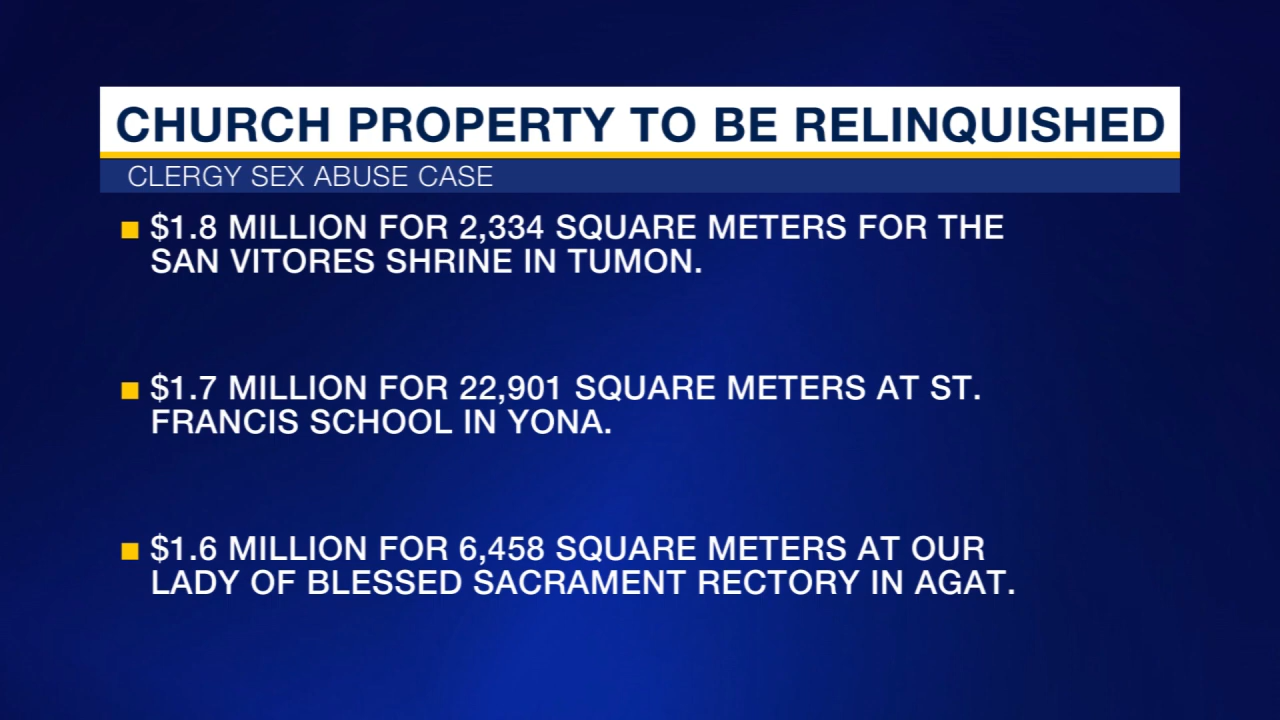 CHURCH PROPERTY TO BE RELINQUISHED
CLERGY SEX ABUSE CASE
$1.8 MILLION FOR 2,334 SQUARE METERS FOR THE
SAN VITORES SHRINE IN TUMON.
$1.7 MILLION FOR 22,901 SQUARE METERS AT ST.
FRANCIS SCHOOL IN YONA.
$1.6 MILLION FOR 6,458 SQUARE METERS AT OUR
LADY OF BLESSED SACRAMENT RECTORY IN AGAT.